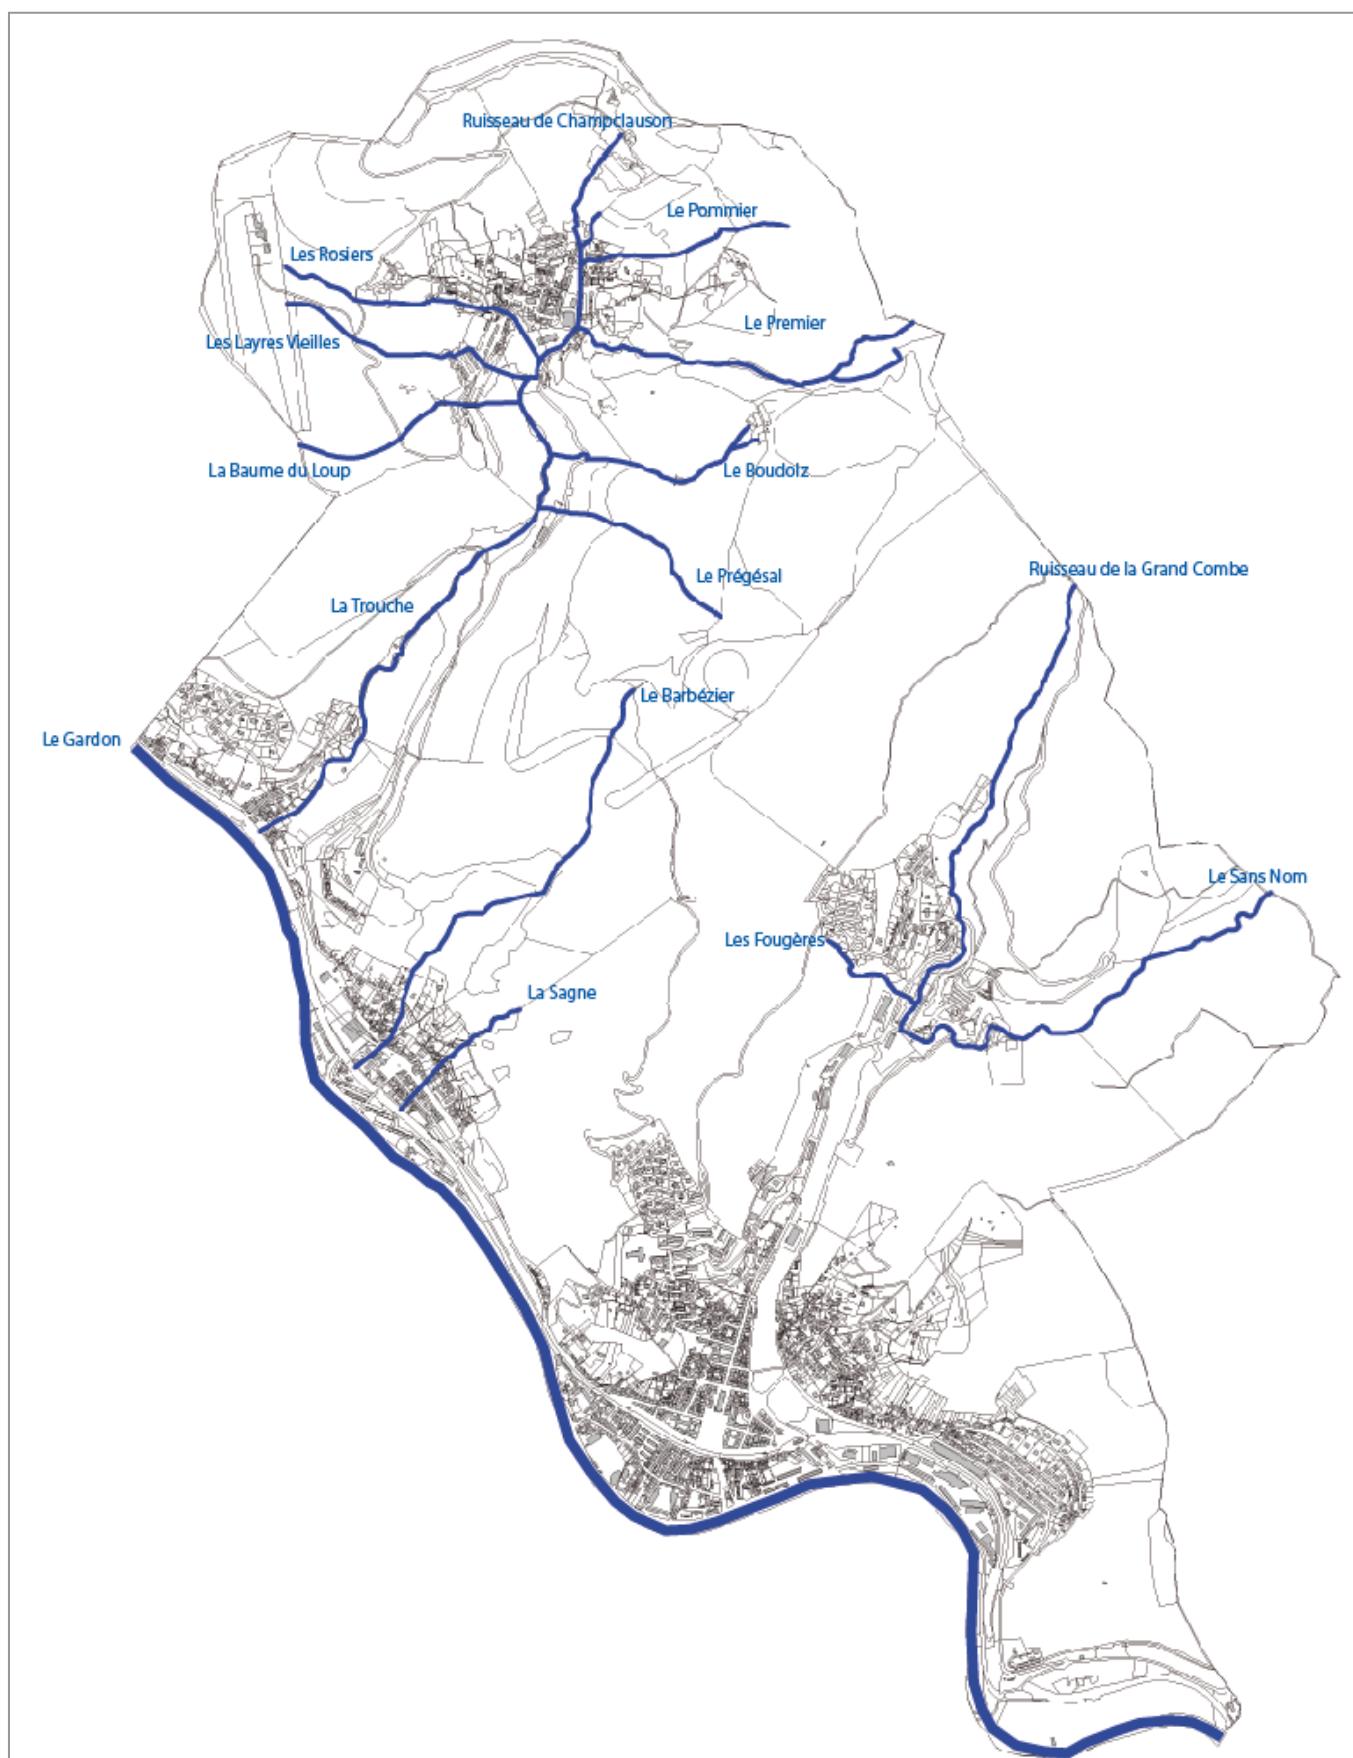 Ruisseau de Champclauson
Le Pommier
Les Rosiers
Le Premier
Les Layres Vieilles
La Baume du Loup
Le Boudolz
Ruisseau de la Grand Combe
Le Prégésal
La Trouche
Le Barbézier
Le Gardon
Le Sans Nom
Les Fougères
La Sagne